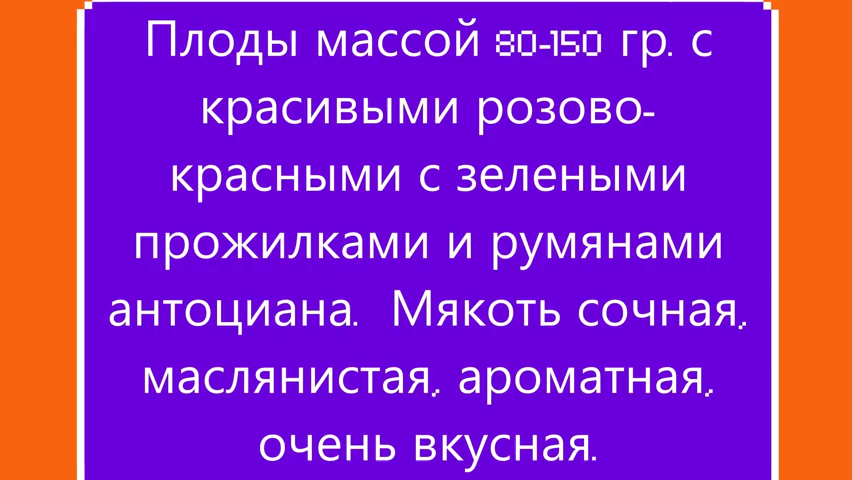 Плоды массой 80-150 гр. с
красивыми розово-
красными с зелеными
прожилками и румянами
антоциана.  Мякоть сочная,
маслянистая, ароматная,
очень вкусная.